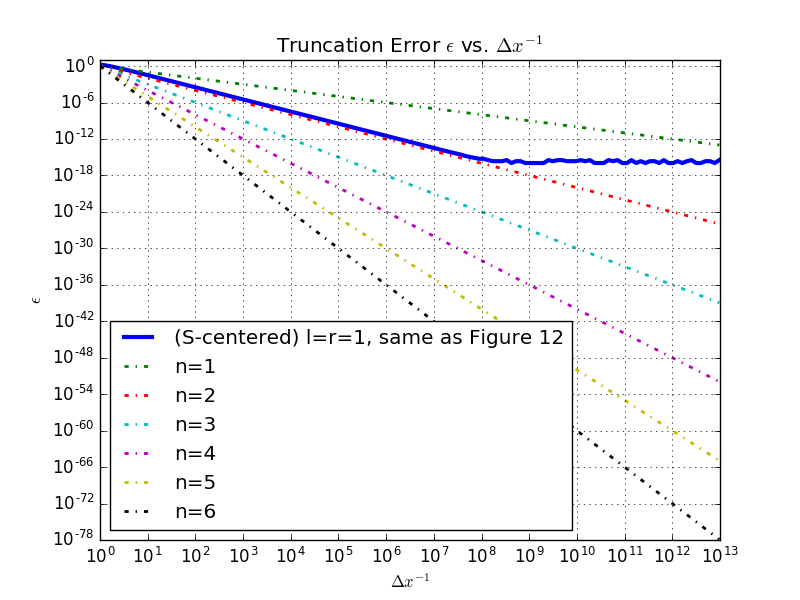 Truncation Error ϵ vs. Δx⁻¹
10⁰
10⁻⁶
10⁻¹²
10⁻¹⁸
10⁻²⁴
10⁻³⁰
10⁻³⁶
10⁻⁴²
10⁻⁴⁸
10⁻⁵⁴
10⁻⁶⁰
10⁻⁶⁶
10⁻⁷²
10⁻⁷⁸
ϵ
(S-centered) l=r=1, same as Figure 12
n=1
n=2
n=3
n=4
n=5
n=6
10⁰ 10¹ 10² 10³ 10⁴ 10⁵ 10⁶ 10⁷ 10⁸ 10⁹ 10¹⁰ 10¹¹ 10¹² 10¹³
Δx⁻¹